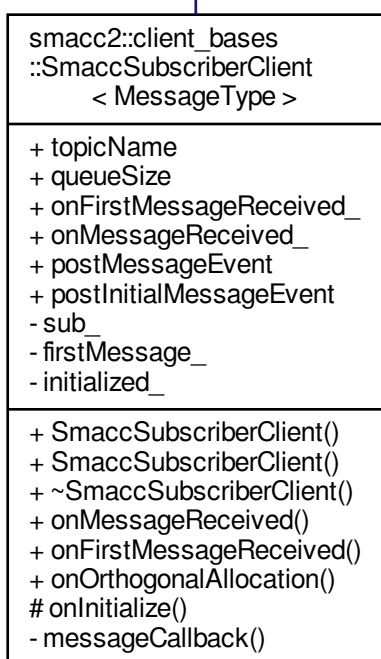 smacc2::client_bases
::SmaccSubscriberClient
< MessageType >
+ topicName
+ queueSize
+ onFirstMessageReceived_
+ onMessageReceived_
+ postMessageEvent
+ postInitialMessageEvent
- sub_
- firstMessage_
- initialized_
+ SmaccSubscriberClient()
+ SmaccSubscriberClient()
+ ~SmaccSubscriberClient()
+ onMessageReceived()
+ onFirstMessageReceived()
+ onOrthogonalAllocation()
# onInitialize()
- messageCallback()